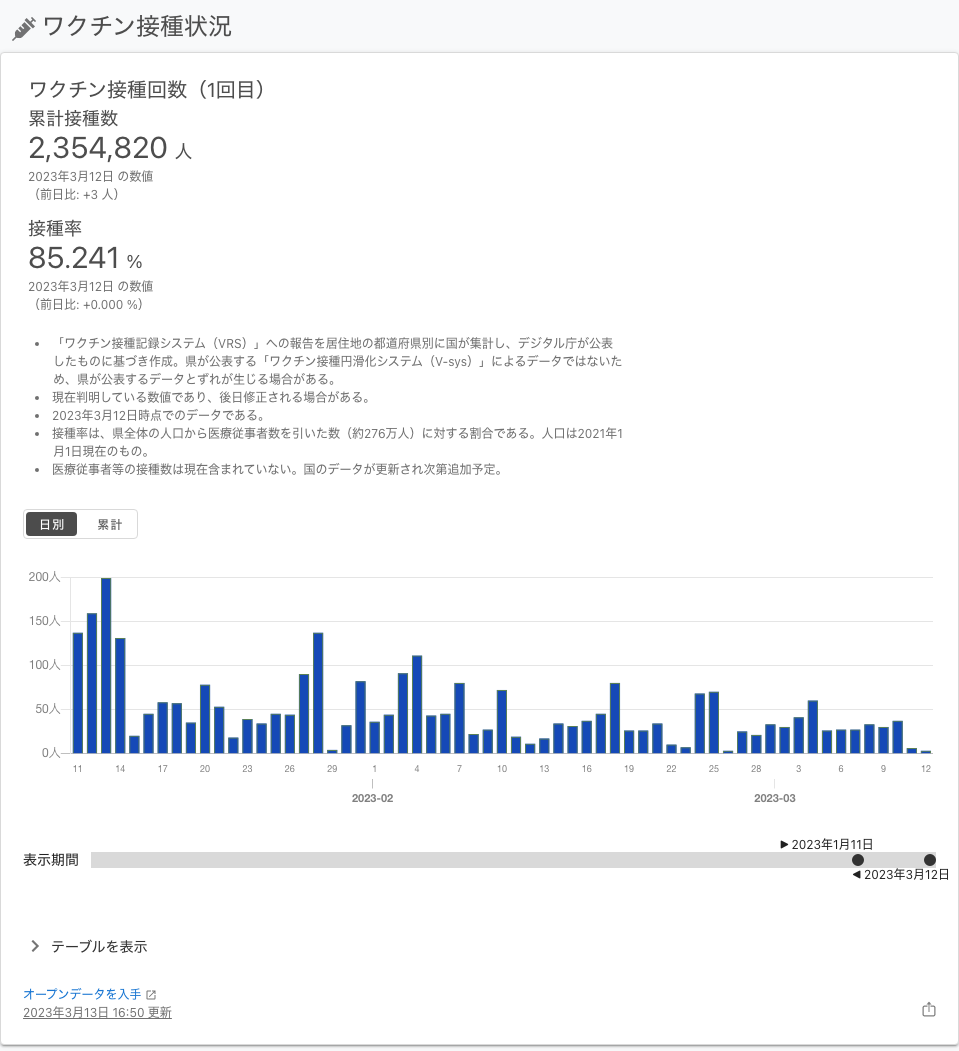 ワクチン接種状況
ワクチン接種回数（1回目）
累計接種数
2,354,820 人
2023年3月12日 の数値
（前日比: +3 人）
接種率
85.241 %
2023年3月12日 の数値
（前日比: +0.000 %）
• 「ワクチン接種記録システム（VRS）」への報告を居住地の都道府県別に国が集計し、デジタル庁が公表
したものに基づき作成。県が公表する「ワクチン接種円滑化システム（V-sys）」によるデータではないた
め、県が公表するデータとずれが生じる場合がある。
• 現在判明している数値であり、後日修正される場合がある。
• 2023年3月12日時点でのデータである。
• 接種率は、県全体の人口から医療従事者数を引いた数（約276万人）に対する割合である。人口は2021年1
月1日現在のもの。
• 医療従事者等の接種数は現在含まれていない。国のデータが更新され次第追加予定。
日別 累計
200人
150人
100人
50人
0人
11 14 17 20 23 26 29 1 4 7 10 13 16 19 22 25 28 3 6 9 12
2023-02 2023-03
▶ 2023年1月11日
表示期間
◀ 2023年3月12日
テーブルを表示
オープンデータを入手
2023年3月13日 16:50 更新